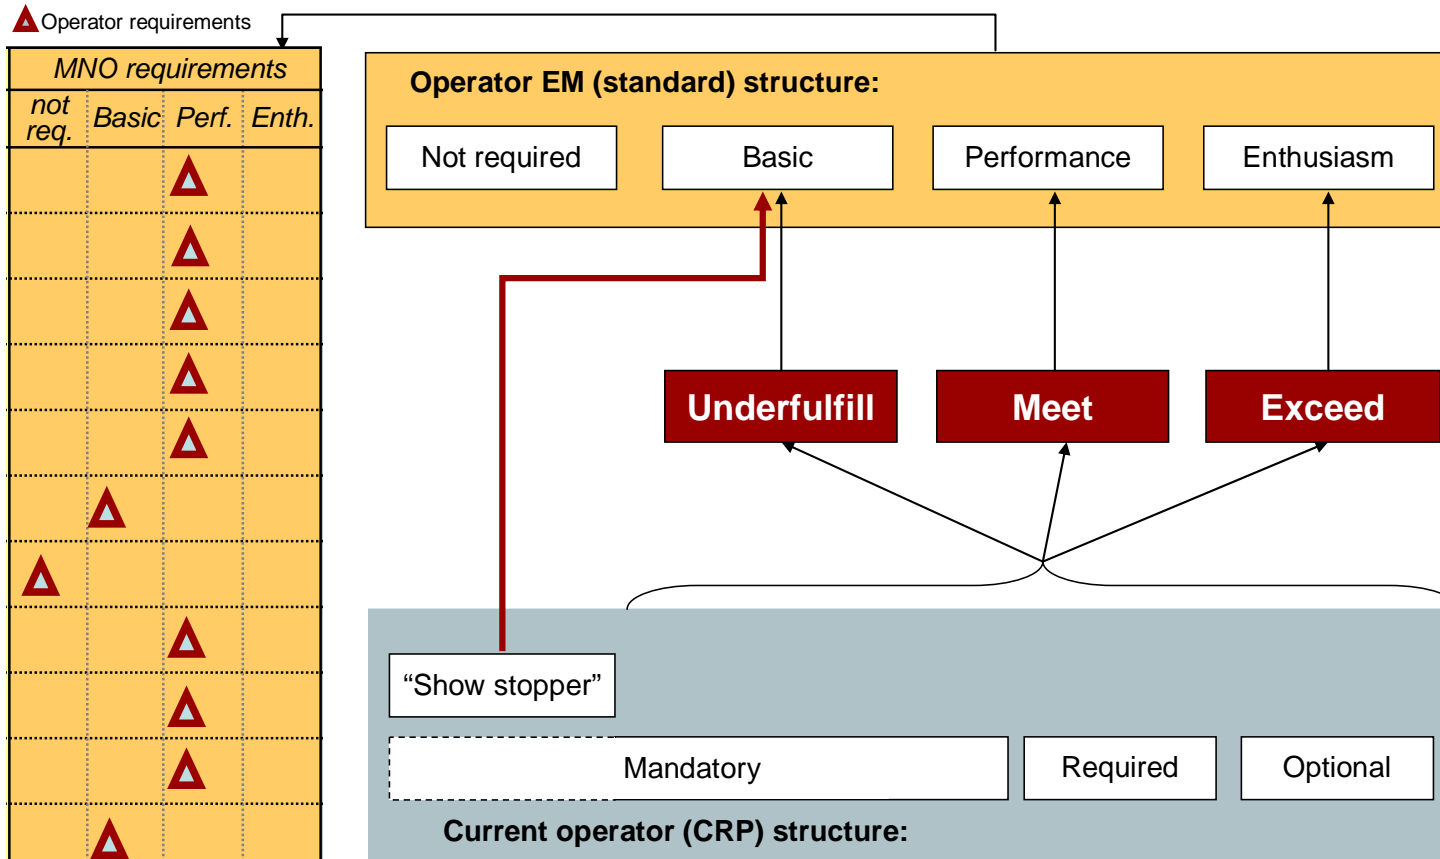 Operator requirements
MNO requirements
not
req.
Basic
Perf.
Enth.
Operator EM (standard) structure:
Not required
Basic
Performance
Enthusiasm
Underfulfill
Meet
Exceed
“Show stopper”
Mandatory
Required
Optional
Current operator (CRP) structure: